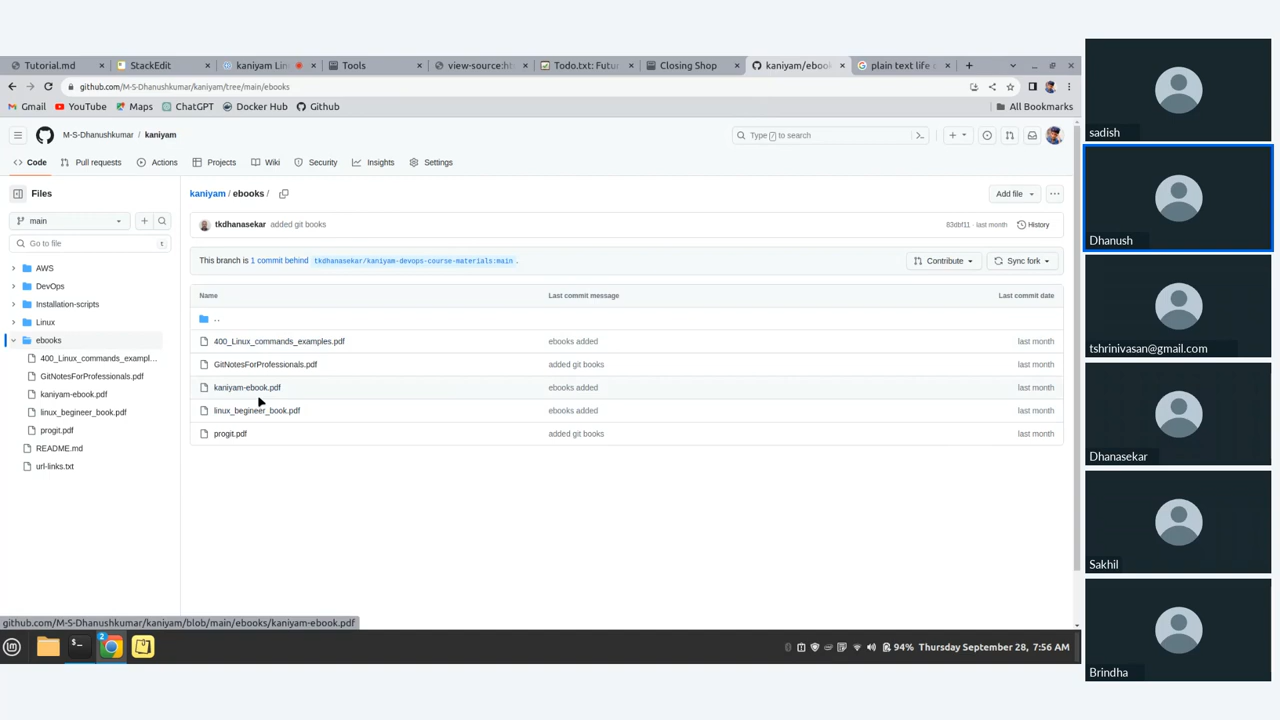 Tutorial.md
StackEdit
kaniyam Lin
Tools
view-source:ht
Todo.txt: Futur
Closing Shop
kaniyam/ebook
plain text life o
github.com/M-S-Dhanushkumar/kaniyam/tree/main/ebooks
Gmail YouTube Maps ChatGPT Docker Hub Github All Bookmarks
M-S-Dhanushkumar / kaniyam
Type / to search
Code Pull requests Actions Projects Wiki Security Insights Settings
Files
main
Go to file t
AWS
DevOps
Installation-scripts
Linux
ebooks
400_Linux_commands_exampl...
GitNotesForProfessionals.pdf
kaniyam-ebook.pdf
linux_begineer_book.pdf
progit.pdf
README.md
url-links.txt
kaniyam / ebooks /
Add file
tkdhanasekar added git books
83dbf11 · last month History
This branch is 1 commit behind tkdhanasekar/kaniyam-devops-course-materials:main .
Contribute Sync fork
Name Last commit message Last commit date
..
400_Linux_commands_examples.pdf ebooks added last month
GitNotesForProfessionals.pdf added git books last month
kaniyam-ebook.pdf ebooks added last month
linux_begineer_book.pdf ebooks added last month
progit.pdf added git books last month
github.com/M-S-Dhanushkumar/kaniyam/blob/main/ebooks/kaniyam-ebook.pdf
2
94% Thursday September 28, 7:56 AM
sadish
Dhanush
tshrinivasan@gmail.com
Dhanasekar
Sakhil
Brindha